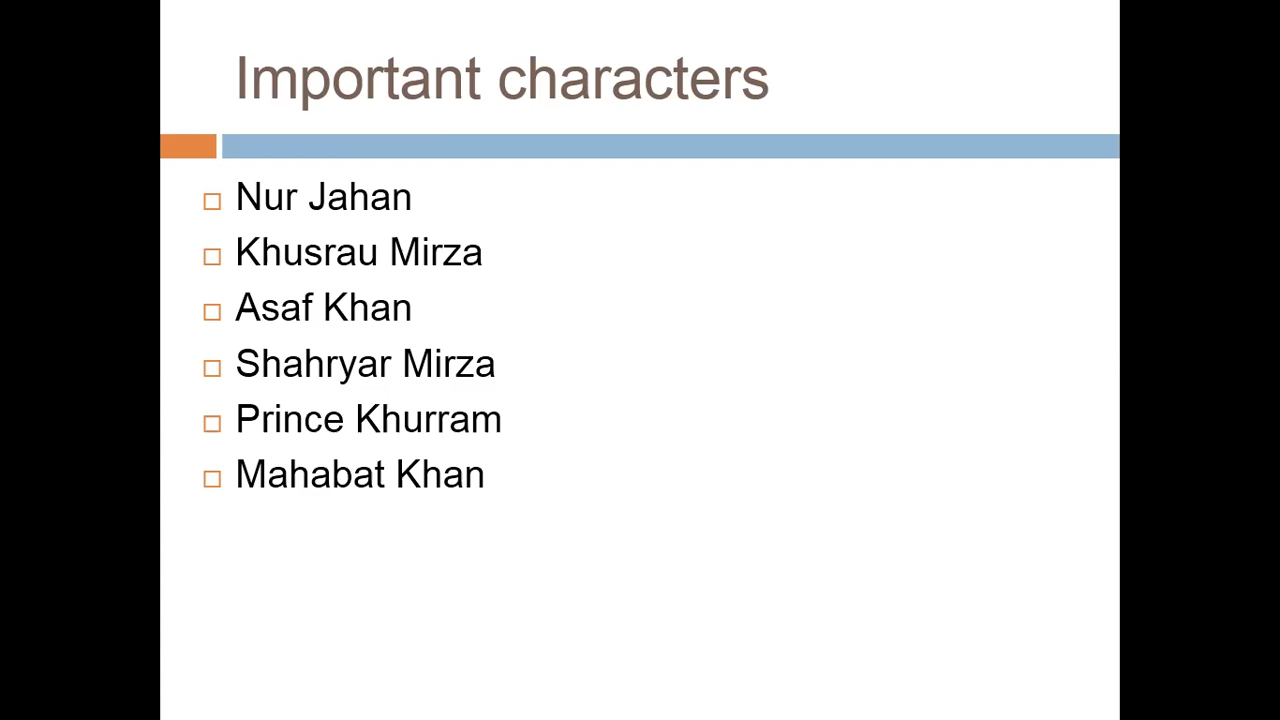 Important characters
Nur Jahan
Khusrau Mirza
Asaf Khan
Shahryar Mirza
Prince Khurram
Mahabat Khan